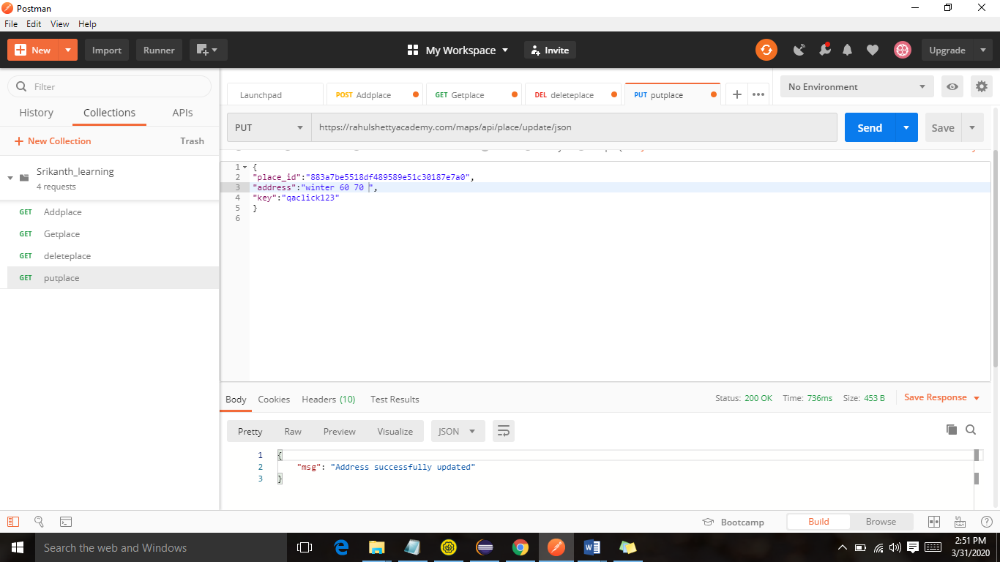 Postman
File Edit View Help
New Import Runner My Workspace Invite Upgrade
Filter
History Collections APIs
New Collection Trash
Srikanth_learning
4 requests
GET Addplace
GET Getplace
GET deleteplace
GET putplace
Launchpad POST Addplace GET Getplace DEL deleteplace PUT putplace No Environment
PUT https://rahulshettyacademy.com/maps/api/place/update/json Send Save
1 {
2 "place_id":"883a7be5518df489589e51c30187e7a0",
3 "address":"winter 60 70 ",
4 "key":"qaclick123"
5 }
6
Body Cookies Headers (10) Test Results Status: 200 OK Time: 736ms Size: 453 B Save Response
Pretty Raw Preview Visualize JSON
1 {
2 "msg": "Address successfully updated"
3 }
Bootcamp Build Browse
Search the web and Windows
2:51 PM
3/31/2020